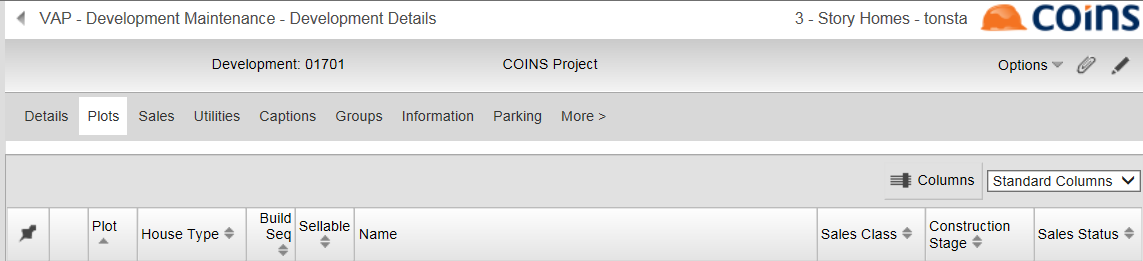 VAP - Development Maintenance - Development Details
3 - Story Homes - tonsta
coins
Development: 01701
COINS Project
Options
Details Plots Sales Utilities Captions Groups Information Parking More >
Columns
Standard Columns
Plot
House Type
Build
Seq
Sellable
Name
Sales Class
Construction
Stage
Sales Status